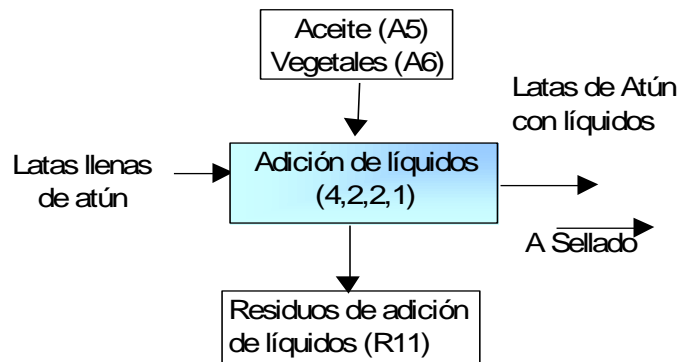 Aceite (A5)
Vegetales (A6)
Latas de Atún
con líquidos
Latas llenas
de atún
Adición de líquidos
(4,2,2,1)
A Sellado
Residuos de adición
de líquidos (R11)